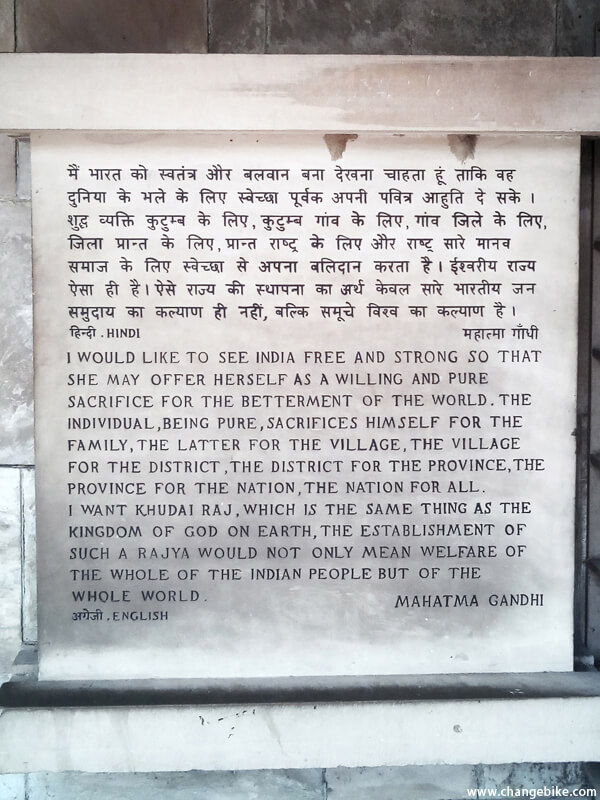 मैं भारत को स्वतंत्र और बलवान बना देखना चाहता हूं ताकि वह
दुनिया के भले के लिए स्वेच्छा पूर्वक अपनी पवित्र आहुति दे सके ।
शुद्ध व्यक्ति कुटुम्ब के लिए, कुटुम्ब गांव के लिए, गांव जिले के लिए,
जिला प्रान्त के लिए, प्रान्त राष्ट्र के लिए और राष्ट्र सारे मानव
समाज के लिए स्वेच्छा से अपना बलिदान करता है । ईश्वरीय राज्य
ऐसा ही है । ऐसे राज्य की स्थापना का अर्थ केवल सारे भारतीय जन
समुदाय का कल्याण ही नहीं, बल्कि समूचे विश्व का कल्याण है ।
हिन्दी . HINDI महात्मा गाँधी
I WOULD LIKE TO SEE INDIA FREE AND STRONG SO THAT
SHE MAY OFFER HERSELF AS A WILLING AND PURE
SACRIFICE FOR THE BETTERMENT OF THE WORLD. THE
INDIVIDUAL, BEING PURE, SACRIFICES HIMSELF FOR THE
FAMILY, THE LATTER FOR THE VILLAGE, THE VILLAGE
FOR THE DISTRICT, THE DISTRICT FOR THE PROVINCE, THE
PROVINCE FOR THE NATION, THE NATION FOR ALL.
I WANT KHUDAI RAJ, WHICH IS THE SAME THING AS THE
KINGDOM OF GOD ON EARTH, THE ESTABLISHMENT OF
SUCH A RAJYA WOULD NOT ONLY MEAN WELFARE OF
THE WHOLE OF THE INDIAN PEOPLE BUT OF THE
WHOLE WORLD. MAHATMA GANDHI
अग्रेजी . ENGLISH
www.changebike.com